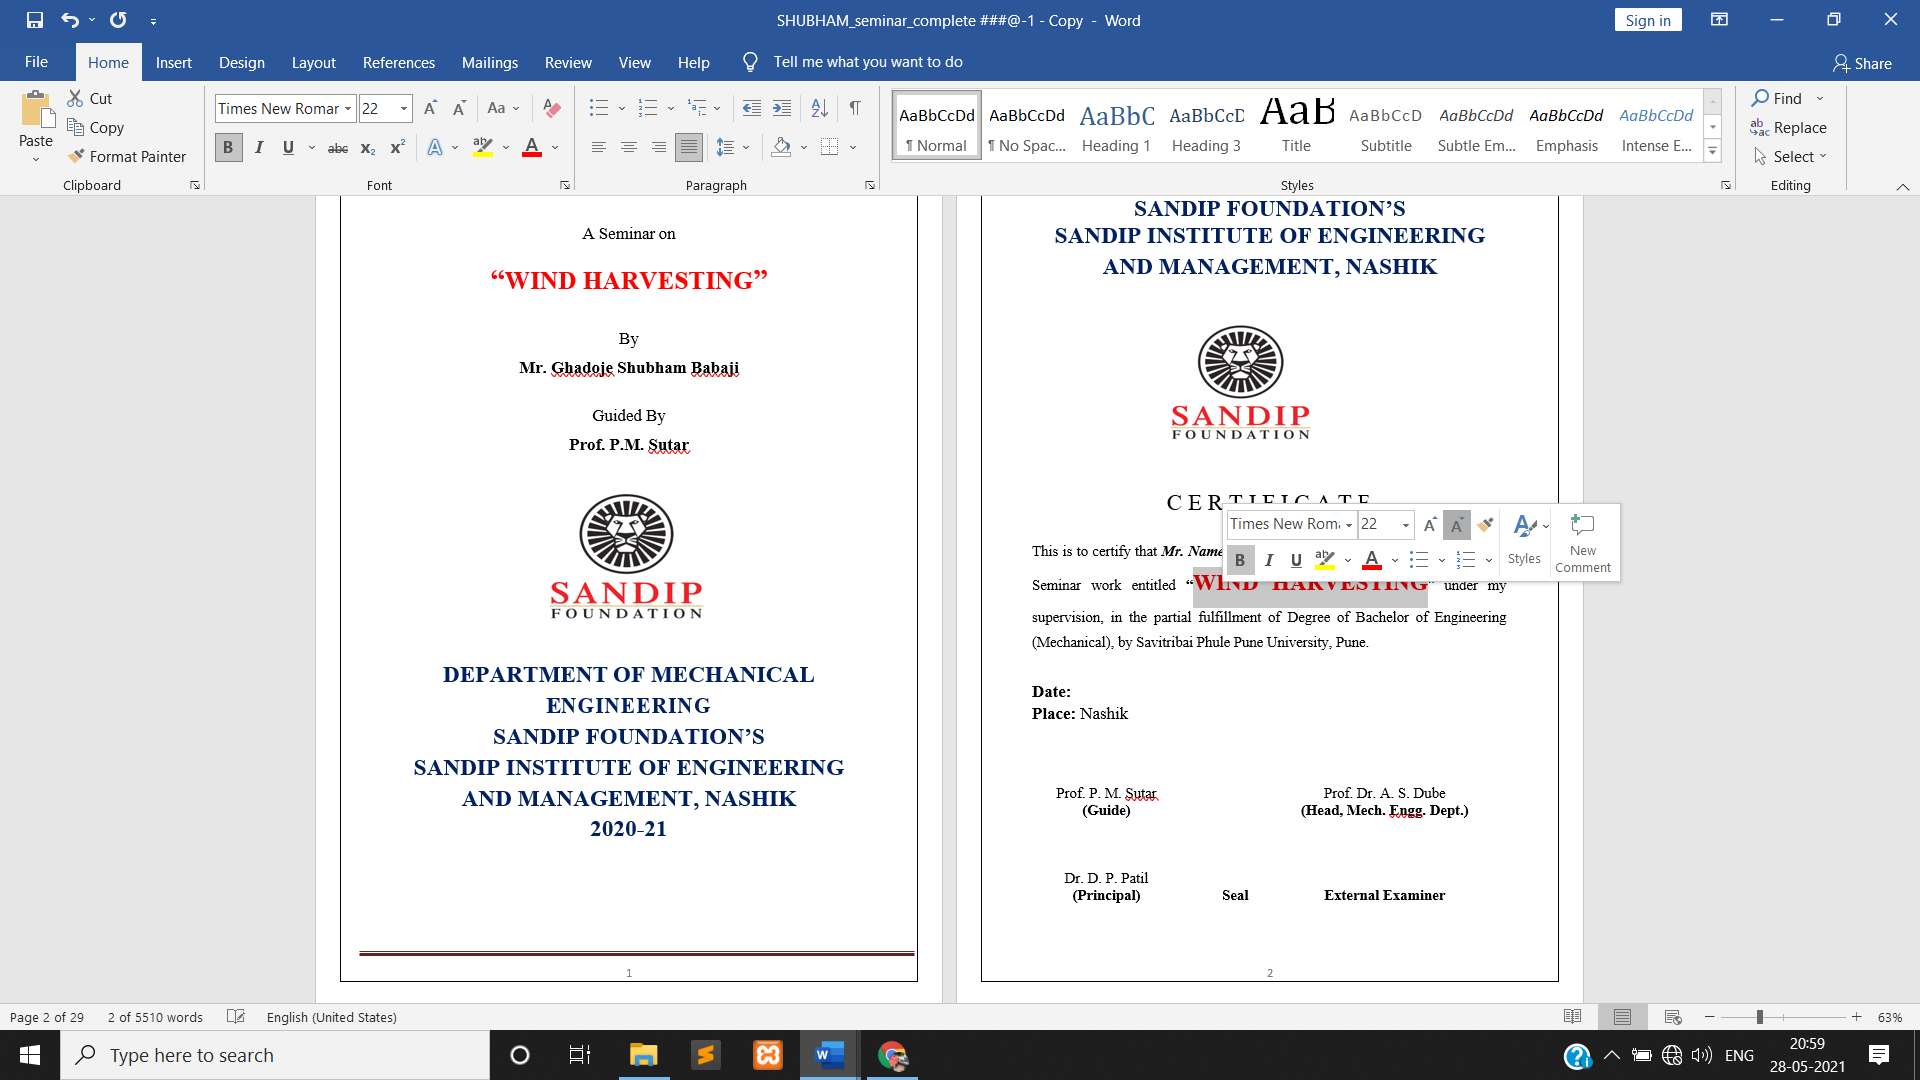 SHUBHAM_seminar_complete ###@-1 - Copy - Word
Sign in
File Home Insert Design Layout References Mailings Review View Help Tell me what you want to do
Share
Paste
Cut
Copy
Format Painter
Clipboard
Times New Romar 22
Aa
B I U abc x₂ x² A ab A
Font
Paragraph
AaBbCcDd
¶ Normal
AaBbCcDd
¶ No Spac...
AaBbC
Heading 1
AaBbCcD
Heading 3
AaB
Title
AaBbCcD
Subtitle
AaBbCcDd
Subtle Em...
AaBbCcDd
Emphasis
AaBbCcDd
Intense E...
Styles
Find
Replace
Select
Editing
A Seminar on
“WIND HARVESTING”
By
Mr. Ghadoje Shubham Babaji
Guided By
Prof. P.M. Sutar
SANDIP
FOUNDATION
DEPARTMENT OF MECHANICAL
ENGINEERING
SANDIP FOUNDATION’S
SANDIP INSTITUTE OF ENGINEERING
AND MANAGEMENT, NASHIK
2020-21
1
SANDIP FOUNDATION’S
SANDIP INSTITUTE OF ENGINEERING
AND MANAGEMENT, NASHIK
SANDIP
FOUNDATION
CERTIFICATE
This is to certify that Mr. Name
Seminar work entitled “WIND HARVESTING” under my
supervision, in the partial fulfillment of Degree of Bachelor of Engineering
(Mechanical), by Savitribai Phule Pune University, Pune.
Date:
Place: Nashik
Prof. P. M. Sutar Prof. Dr. A. S. Dube
(Guide) (Head, Mech. Engg. Dept.)
Dr. D. P. Patil
(Principal) Seal External Examiner
2
Times New Roma 22
B I U ab A
Styles
New
Comment
Page 2 of 29 2 of 5510 words English (United States)
63%
Type here to search
ENG
20:59
28-05-2021